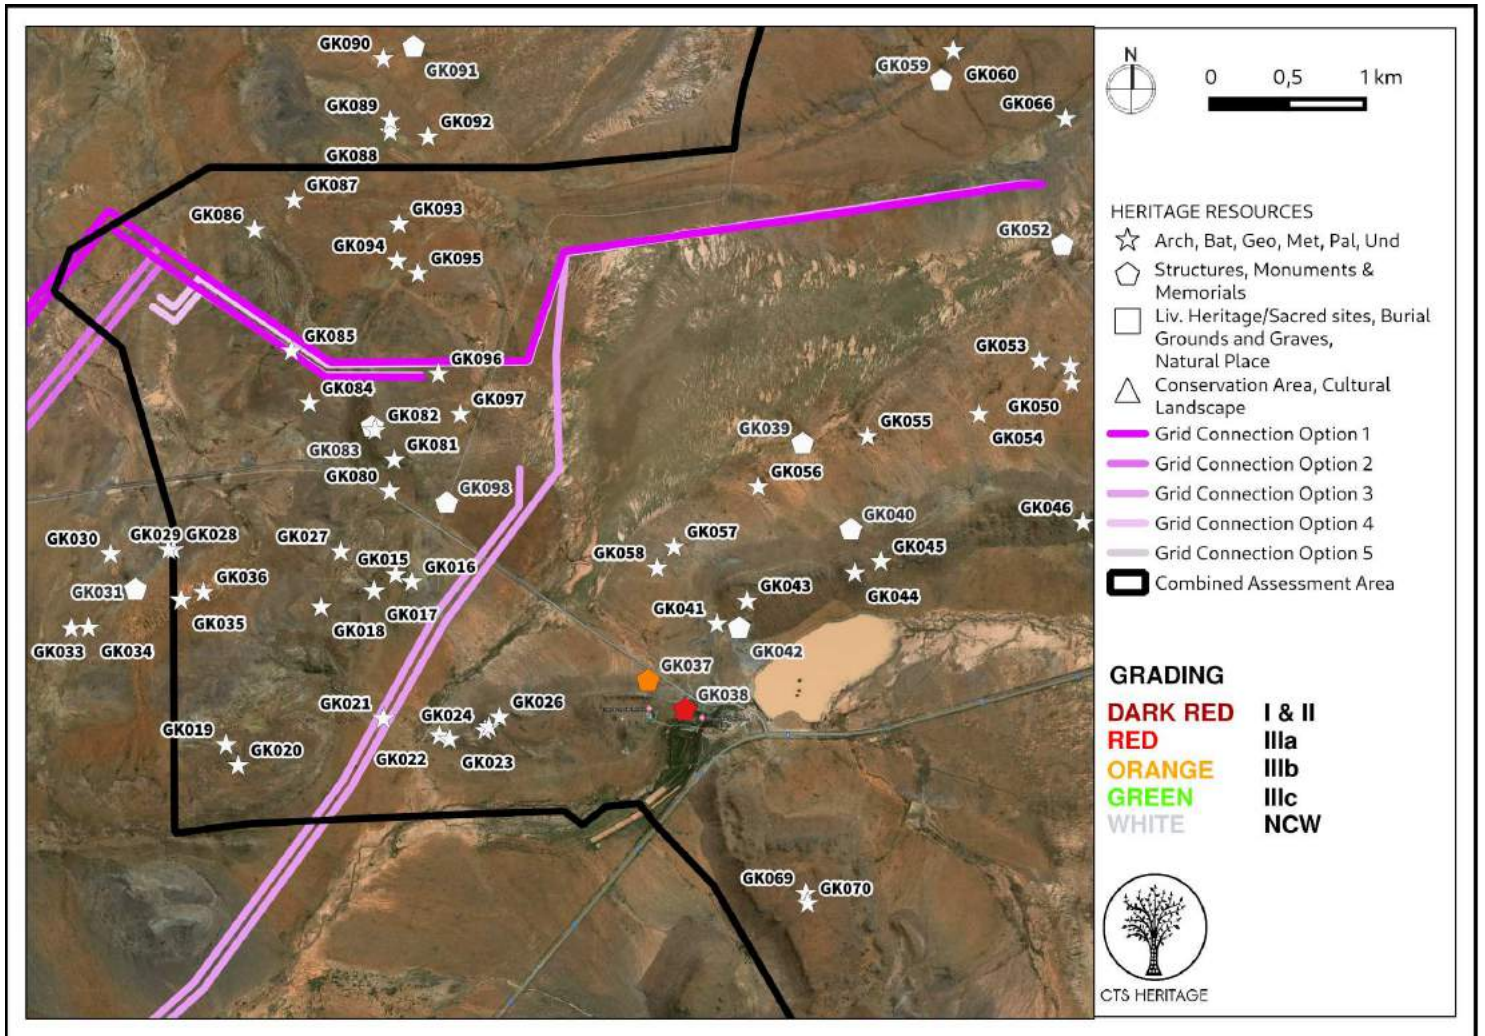 GK090
GK091
GK059
GK060
GK066
GK089
GK092
GK088
GK087
GK086
GK093
GK094
GK095
GK052
GK085
GK096
GK053
GK084
GK082
GK097
GK050
GK054
GK055
GK039
GK083
GK081
GK056
GK080
GK098
GK040
GK046
GK030
GK029
GK028
GK027
GK057
GK058
GK045
GK015
GK016
GK031
GK036
GK044
GK043
GK041
GK017
GK018
GK035
GK033
GK034
GK042
GK037
GK038
GK021
GK024
GK026
GK019
GK020
GK022
GK023
GK069
GK070
N
0 0,5 1 km
HERITAGE RESOURCES
Arch, Bat, Geo, Met, Pal, Und
Structures, Monuments &
Memorials
Liv. Heritage/Sacred sites, Burial
Grounds and Graves,
Natural Place
Conservation Area, Cultural
Landscape
Grid Connection Option 1
Grid Connection Option 2
Grid Connection Option 3
Grid Connection Option 4
Grid Connection Option 5
Combined Assessment Area
GRADING
DARK RED I & II
RED IIIa
ORANGE IIIb
GREEN IIIc
WHITE NCW
CTS HERITAGE